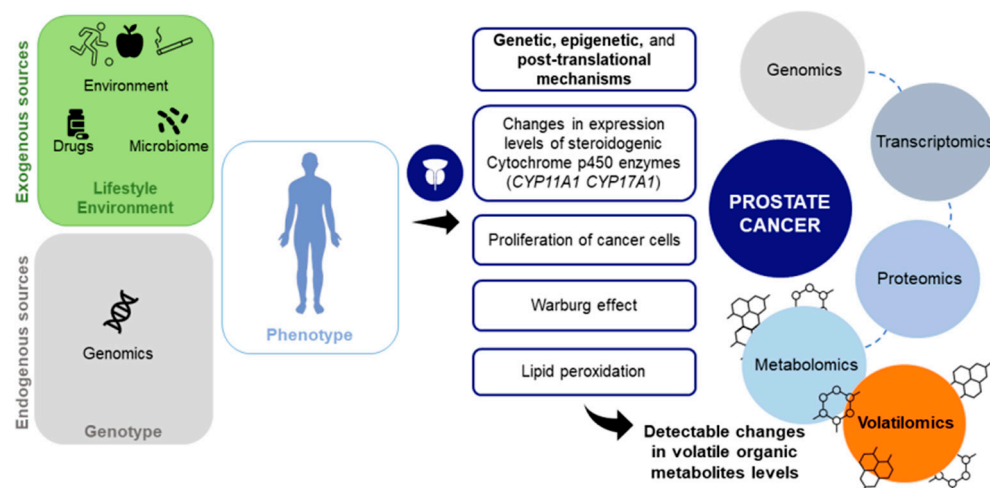 Exogenous sources
Environment
Drugs
Microbiome
Lifestyle
Environment
Endogenous sources
Genomics
Genotype
Phenotype
Genetic, epigenetic, and
post-translational
mechanisms
Changes in expression
levels of steroidogenic
Cytochrome p450 enzymes
(CYP11A1 CYP17A1)
Proliferation of cancer cells
Warburg effect
Lipid peroxidation
Detectable changes
in volatile organic
metabolites levels
Genomics
Transcriptomics
PROSTATE
CANCER
Proteomics
Metabolomics
Volatilomics